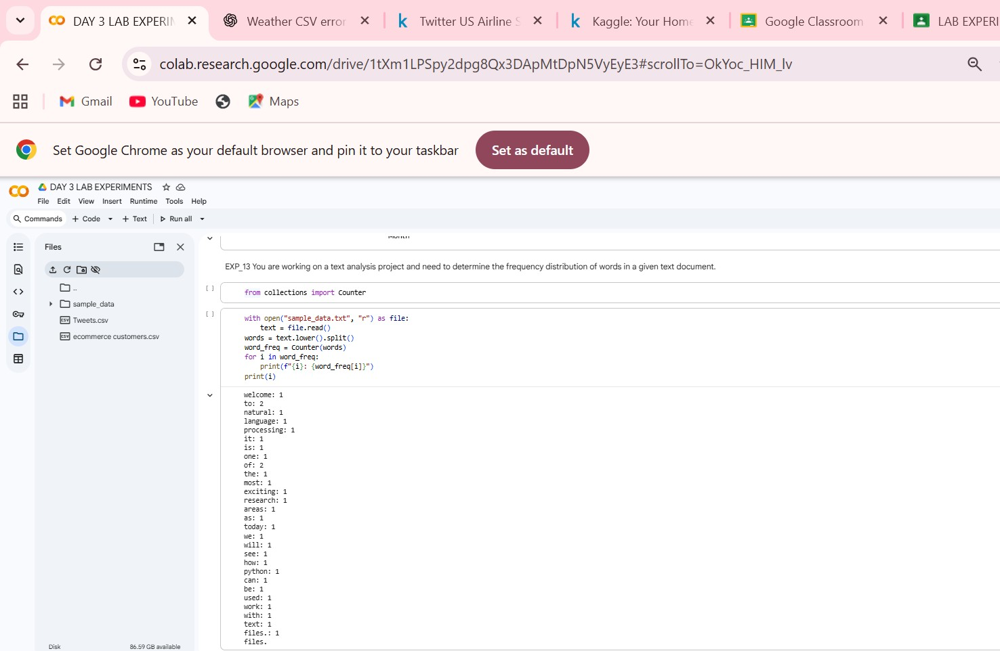 DAY 3 LAB EXPERIN
Weather CSV error
Twitter US Airline S
Kaggle: Your Home
Google Classroom
LAB EXPERI
colab.research.google.com/drive/1tXm1LPSpy2dpg8Qx3DApMtDpN5VyEyE3#scrollTo=OkYoc_HIM_lv
Gmail
YouTube
Maps
Set Google Chrome as your default browser and pin it to your taskbar
Set as default
DAY 3 LAB EXPERIMENTS
File Edit View Insert Runtime Tools Help
Commands + Code + Text Run all
Files
..
sample_data
Tweets.csv
ecommerce customers.csv
Disk 86.59 GB available
Month
EXP_13 You are working on a text analysis project and need to determine the frequency distribution of words in a given text document.
[ ] from collections import Counter
[ ] with open("sample_data.txt", "r") as file:
    text = file.read()
words = text.lower().split()
word_freq = Counter(words)
for i in word_freq:
    print(f"{i}: {word_freq[i]}")
print(i)
welcome: 1
to: 2
natural: 1
language: 1
processing: 1
it: 1
is: 1
one: 1
of: 2
the: 1
most: 1
exciting: 1
research: 1
areas: 1
as: 1
today: 1
we: 1
will: 1
see: 1
how: 1
python: 1
can: 1
be: 1
used: 1
work: 1
with: 1
text: 1
files.: 1
files.